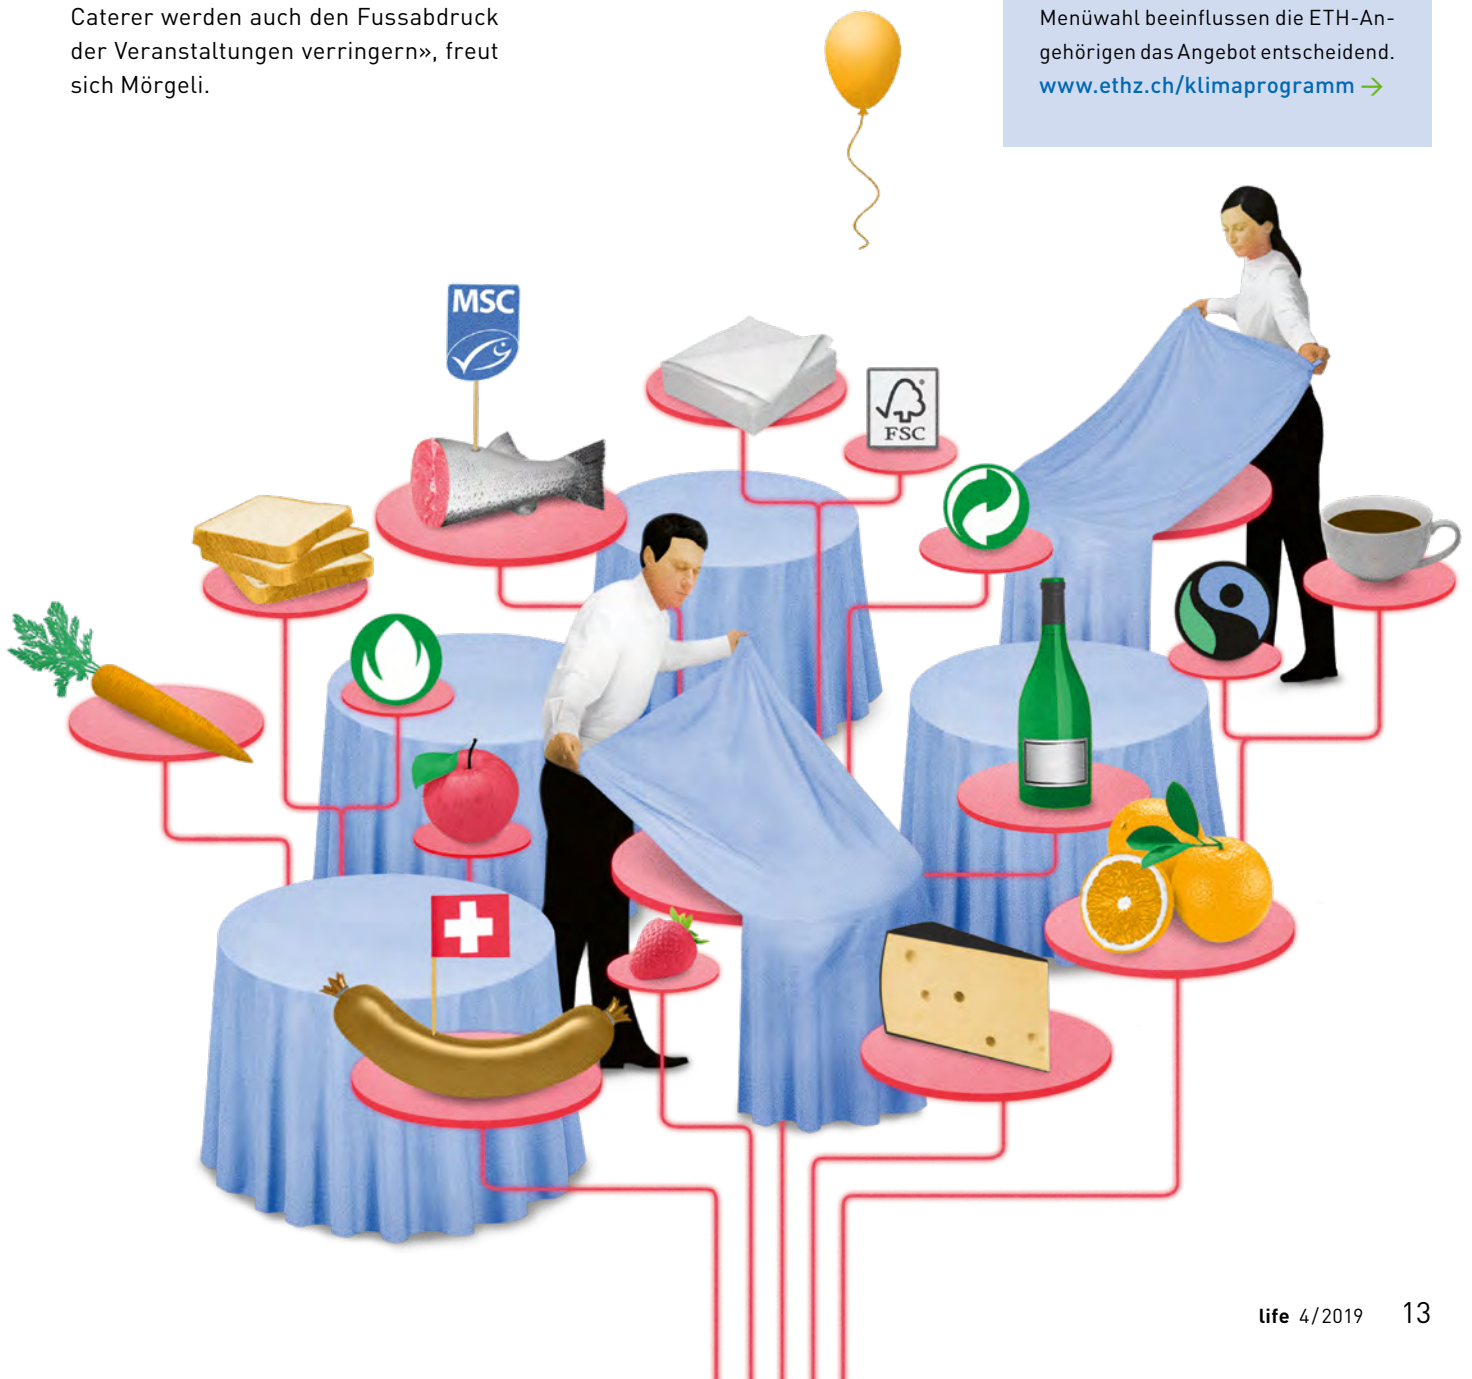 Caterer werden auch den Fussabdruck
der Veranstaltungen verringern», freut
sich Mörgeli.
Menüwahl beeinflussen die ETH-An-
gehörigen das Angebot entscheidend.
www.ethz.ch/klimaprogramm →
MSC
FSC
life 4/2019 13